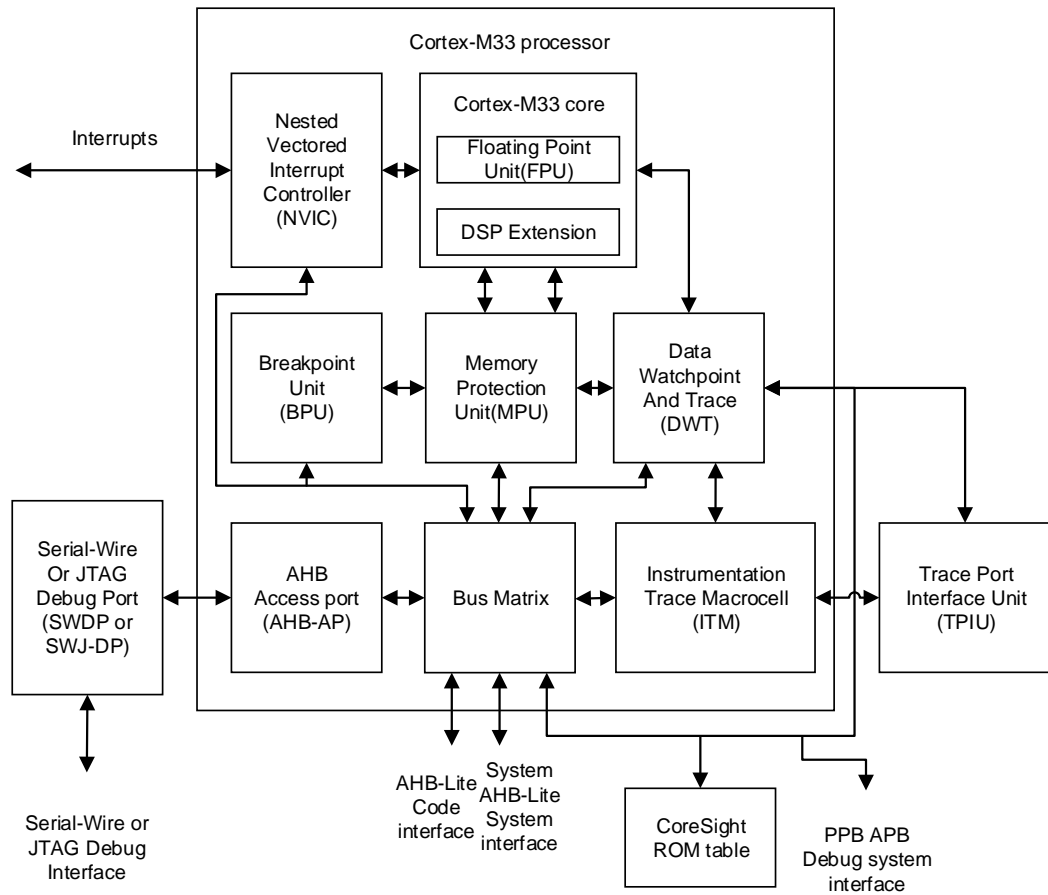 Cortex-M33 processor
Interrupts
Nested
Vectored
Interrupt
Controller
(NVIC)
Cortex-M33 core
Floating Point
Unit(FPU)
DSP Extension
Breakpoint
Unit
(BPU)
Memory
Protection
Unit(MPU)
Data
Watchpoint
And Trace
(DWT)
Serial-Wire
Or JTAG
Debug Port
(SWDP or
SWJ-DP)
AHB
Access port
(AHB-AP)
Bus Matrix
Instrumentation
Trace Macrocell
(ITM)
Trace Port
Interface Unit
(TPIU)
Serial-Wire or
JTAG Debug
Interface
AHB-Lite
Code
interface
System
AHB-Lite
System
interface
CoreSight
ROM table
PPB APB
Debug system
interface